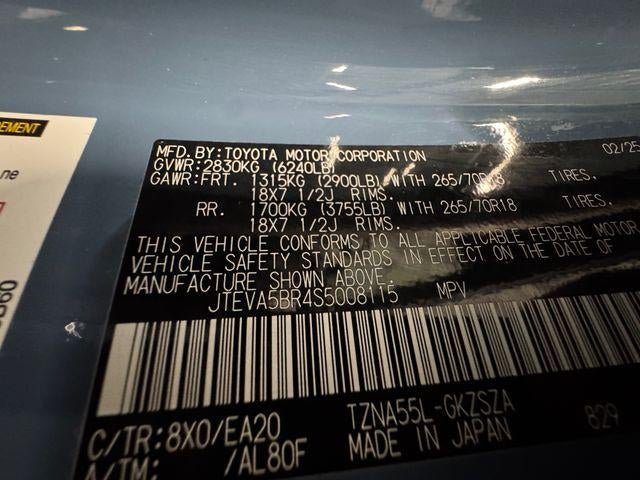 EMENT
ne
MFD. BY:TOYOTA MOTOR CORPORATION 02/25
GVWR:2830KG (6240LB)
GAWR:FRT. 1315KG (2900LB) WITH 265/70R18 TIRES.
18X7 1/2J RIMS.
RR. 1700KG (3755LB) WITH 265/70R18 TIRES.
18X7 1/2J RIMS.
THIS VEHICLE CONFORMS TO ALL APPLICABLE FEDERAL MOTOR
VEHICLE SAFETY STANDARDS IN EFFECT ON THE DATE OF
MANUFACTURE SHOWN ABOVE.
JTEVA5BR4S5008115 MPV
C/TR:8X0/EA20 TZNA55L-GKZSZA 829
A/TM: /AL80F MADE IN JAPAN